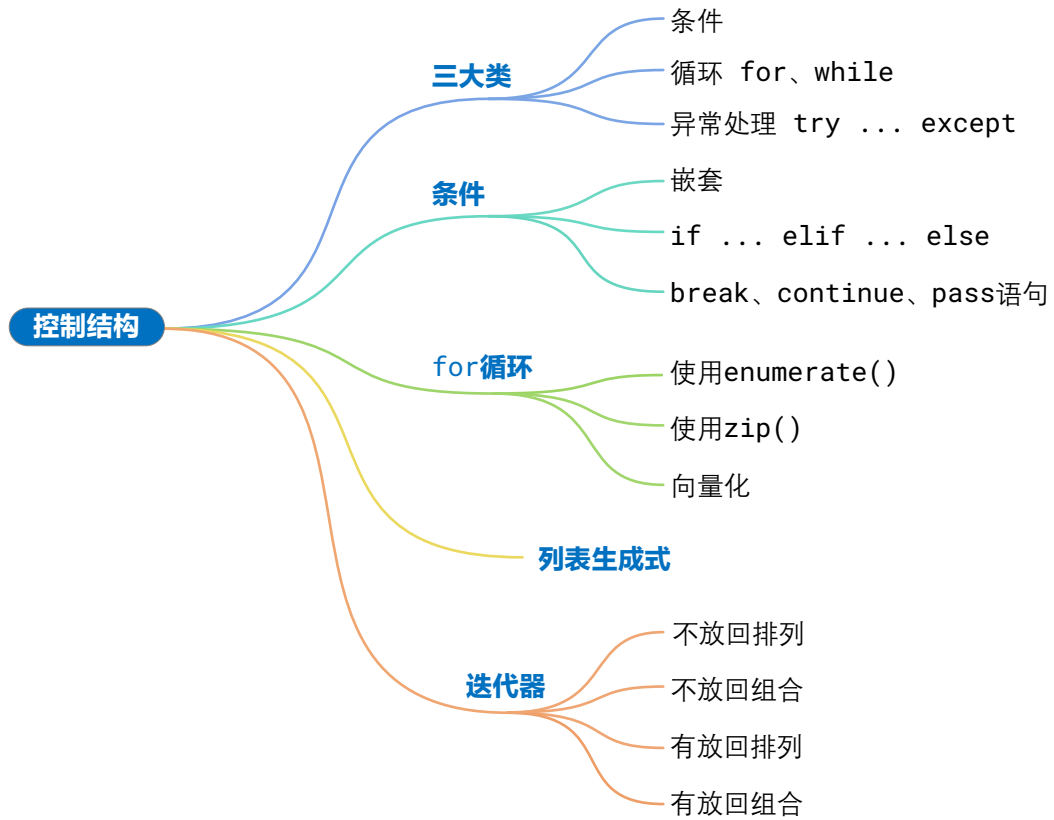 控制结构
三大类
条件
循环 for、while
异常处理 try ... except
条件
嵌套
if ... elif ... else
break、continue、pass语句
for循环
使用enumerate()
使用zip()
向量化
列表生成式
迭代器
不放回排列
不放回组合
有放回排列
有放回组合